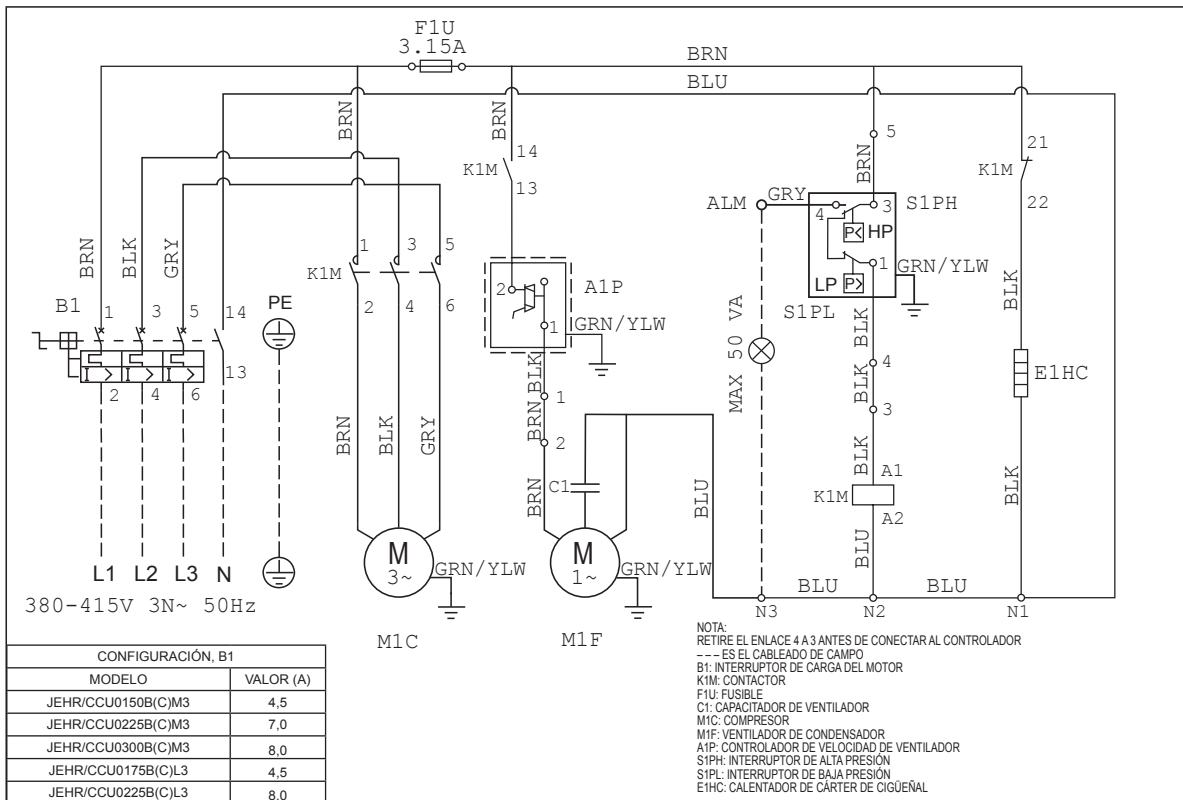 F1U
3.15A
BRN
BLU
BRN
BRN
BRN
14
K1M
13
5
21
K1M
22
ALM
GRY
4
3
S1PH
P<
HP
1
LP
P>
S1PL
GRN/YLW
BRN
BLK
GRY
B1
1
3
5
14
PE
13
2
4
6
K1M
1
3
5
2
4
6
2
A1P
1
GRN/YLW
BLK
BRN
1
2
BRN
C1
BRN
BLK
GRY
BLU
MAX 50 VA
BLK
4
BLK
3
BLK
A1
K1M
A2
BLU
BLK
E1HC
BLK
L1
L2
L3
N
380-415V 3N~ 50Hz
M
3~
GRN/YLW
M1C
M
1~
GRN/YLW
M1F
BLU
BLU
N3
N2
N1
CONFIGURACIÓN, B1
MODELO VALOR (A)
JEHR/CCU0150B(C)M3 4,5
JEHR/CCU0225B(C)M3 7,0
JEHR/CCU0300B(C)M3 8,0
JEHR/CCU0175B(C)L3 4,5
JEHR/CCU0225B(C)L3 8,0
NOTA:
RETIRE EL ENLACE 4 A 3 ANTES DE CONECTAR AL CONTROLADOR
--- ES EL CABLEADO DE CAMPO
B1: INTERRUPTOR DE CARGA DEL MOTOR
K1M: CONTACTOR
F1U: FUSIBLE
C1: CAPACITADOR DE VENTILADOR
M1C: COMPRESOR
M1F: VENTILADOR DE CONDENSADOR
A1P: CONTROLADOR DE VELOCIDAD DE VENTILADOR
S1PH: INTERRUPTOR DE ALTA PRESIÓN
S1PL: INTERRUPTOR DE BAJA PRESIÓN
E1HC: CALENTADOR DE CÁRTER DE CIGÜEÑAL